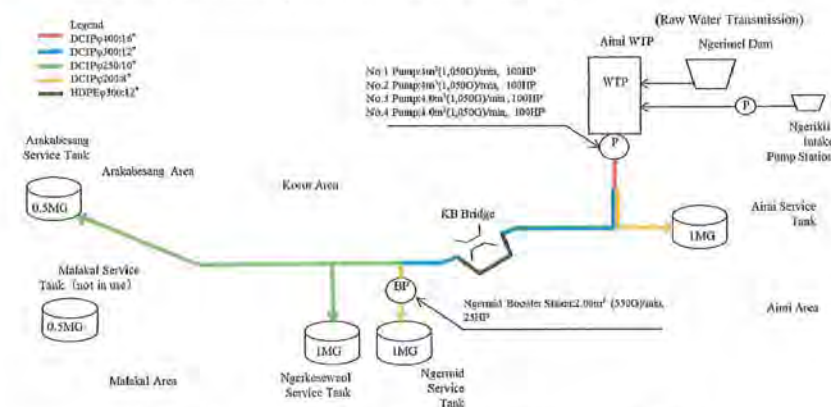 Legend
DCIPφ400:16"
DCIPφ300:12"
DCIPφ250/10"
DCIPφ200:8"
HDPEφ300:12"
(Raw Water Transmission)
Airai WTP
Ngerimel Dam
WTP
No.1 Pump:4m³(1,050G)/min, 100HP
No.2 Pump:4m³(1,050G)/min, 100HP
No.3 Pump:4.0m³(1,050G)/min, 100HP
No.4 Pump:4.0m³(1,050G)/min, 100HP
P
P
Ngerikiil
Intake
Pump Station
Arakabesang
Service Tank
Arakabesang Area
0.5MG
Koror Area
KB Bridge
Airai Service
Tank
1MG
Malakal Service
Tank (not in use)
0.5MG
BP
Ngermid Booster Station:2.08m³ (550G)/min,
25HP
Airai Area
1MG
1MG
Malakal Area
Ngerkesewaol
Service Tank
Ngermid
Service
Tank